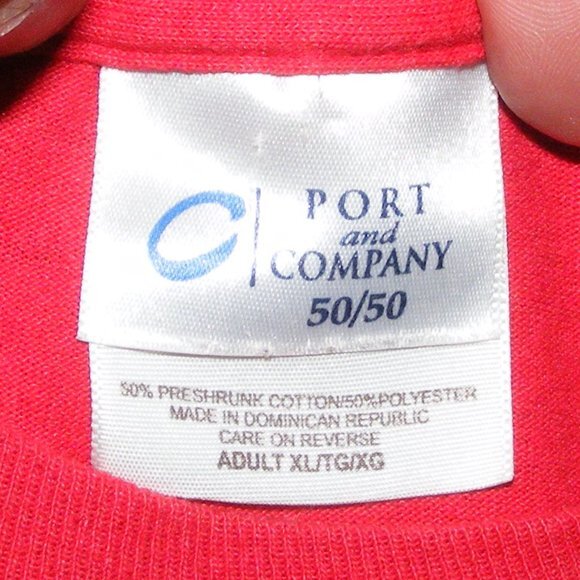 PORT
and
COMPANY
50/50
50% PRESHRUNK COTTON/50%POLYESTER
MADE IN DOMINICAN REPUBLIC
CARE ON REVERSE
ADULT XL/TG/XG